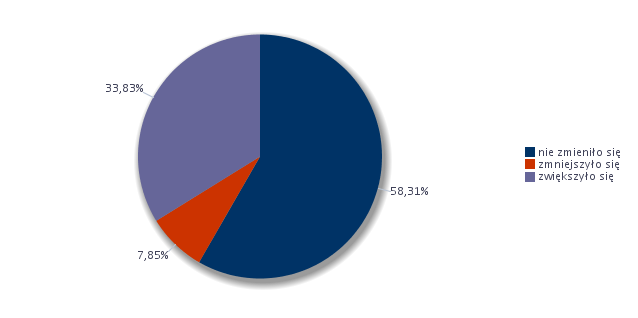 33,83%
58,31%
7,85%
nie zmieniło się
zmniejszyło się
zwiększyło się